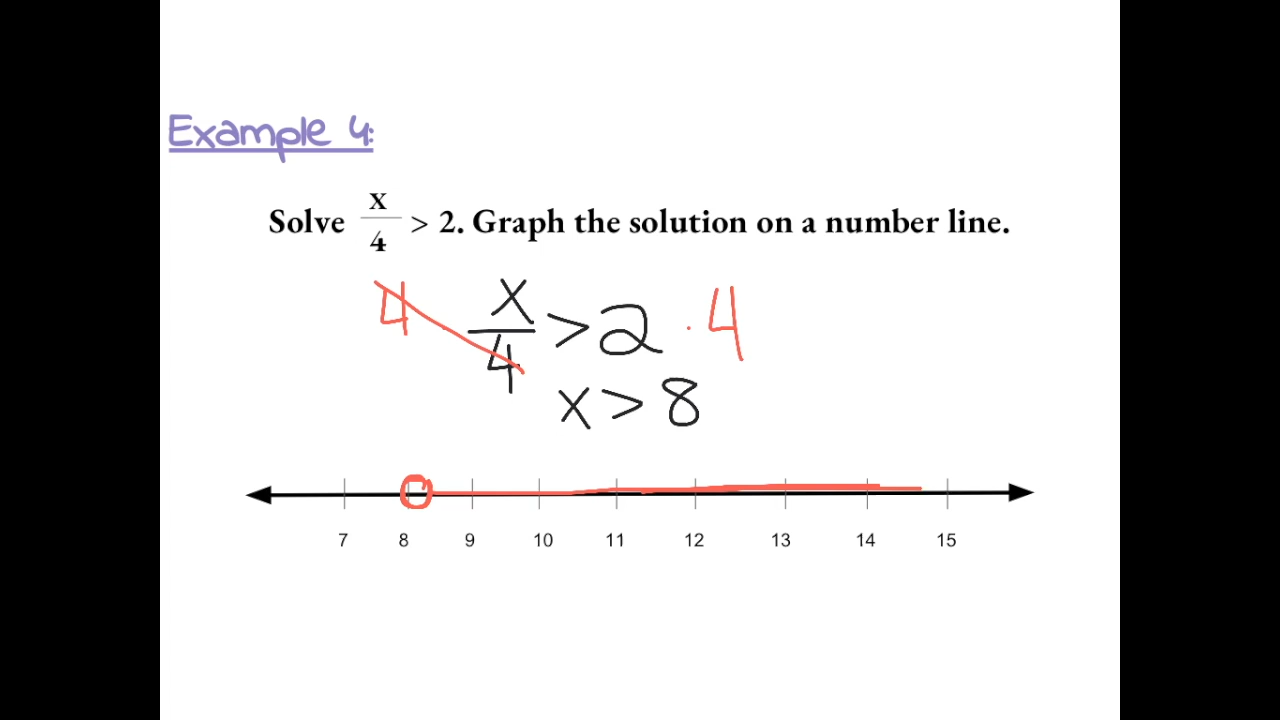 Example 4:
Solve x/4 > 2. Graph the solution on a number line.
4 x/4 > 2 · 4
x > 8
7 8 9 10 11 12 13 14 15